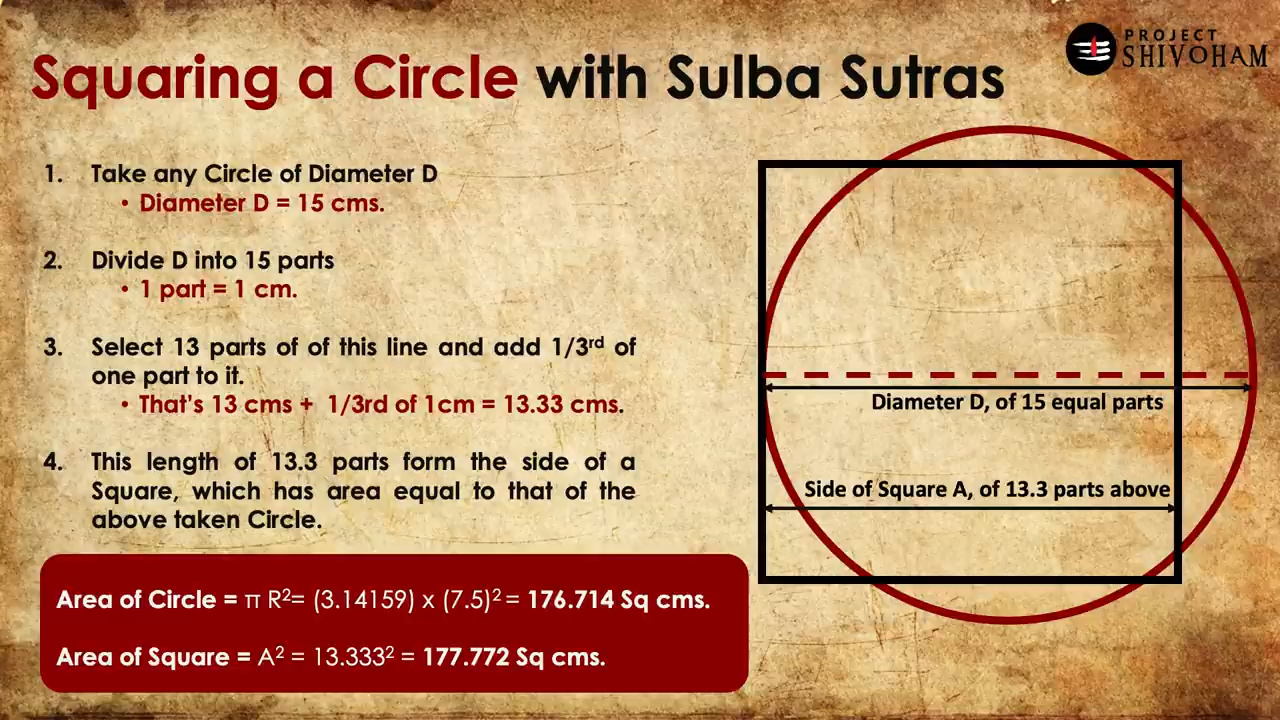 PROJECT
SHIVOHAM
Squaring a Circle with Sulba Sutras
1. Take any Circle of Diameter D
• Diameter D = 15 cms.
2. Divide D into 15 parts
• 1 part = 1 cm.
3. Select 13 parts of of this line and add 1/3rd of
one part to it.
• That's 13 cms + 1/3rd of 1cm = 13.33 cms.
4. This length of 13.3 parts form the side of a
Square, which has area equal to that of the
above taken Circle.
Area of Circle = π R²= (3.14159) x (7.5)² = 176.714 Sq cms.
Area of Square = A² = 13.333² = 177.772 Sq cms.
Diameter D, of 15 equal parts
Side of Square A, of 13.3 parts above